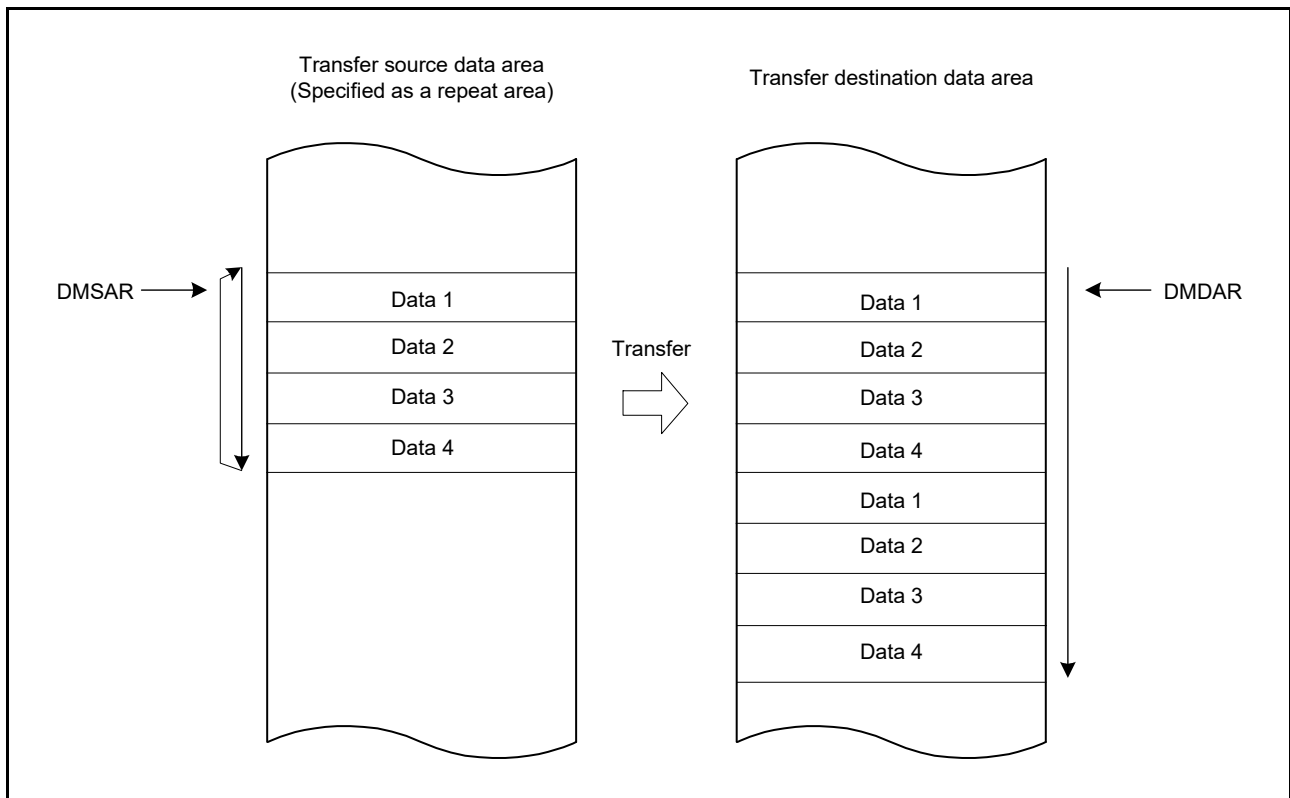 Transfer source data area
(Specified as a repeat area)
Transfer destination data area
DMSAR
Data 1
Data 2
Data 3
Data 4
Transfer
Data 1
Data 2
Data 3
Data 4
Data 1
Data 2
Data 3
Data 4
DMDAR